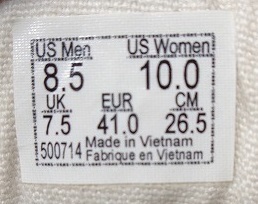 US Men US Women
8.5 10.0
UK EUR CM
7.5 41.0 26.5
500714 Made in Vietnam
Fabrique en Vietnam